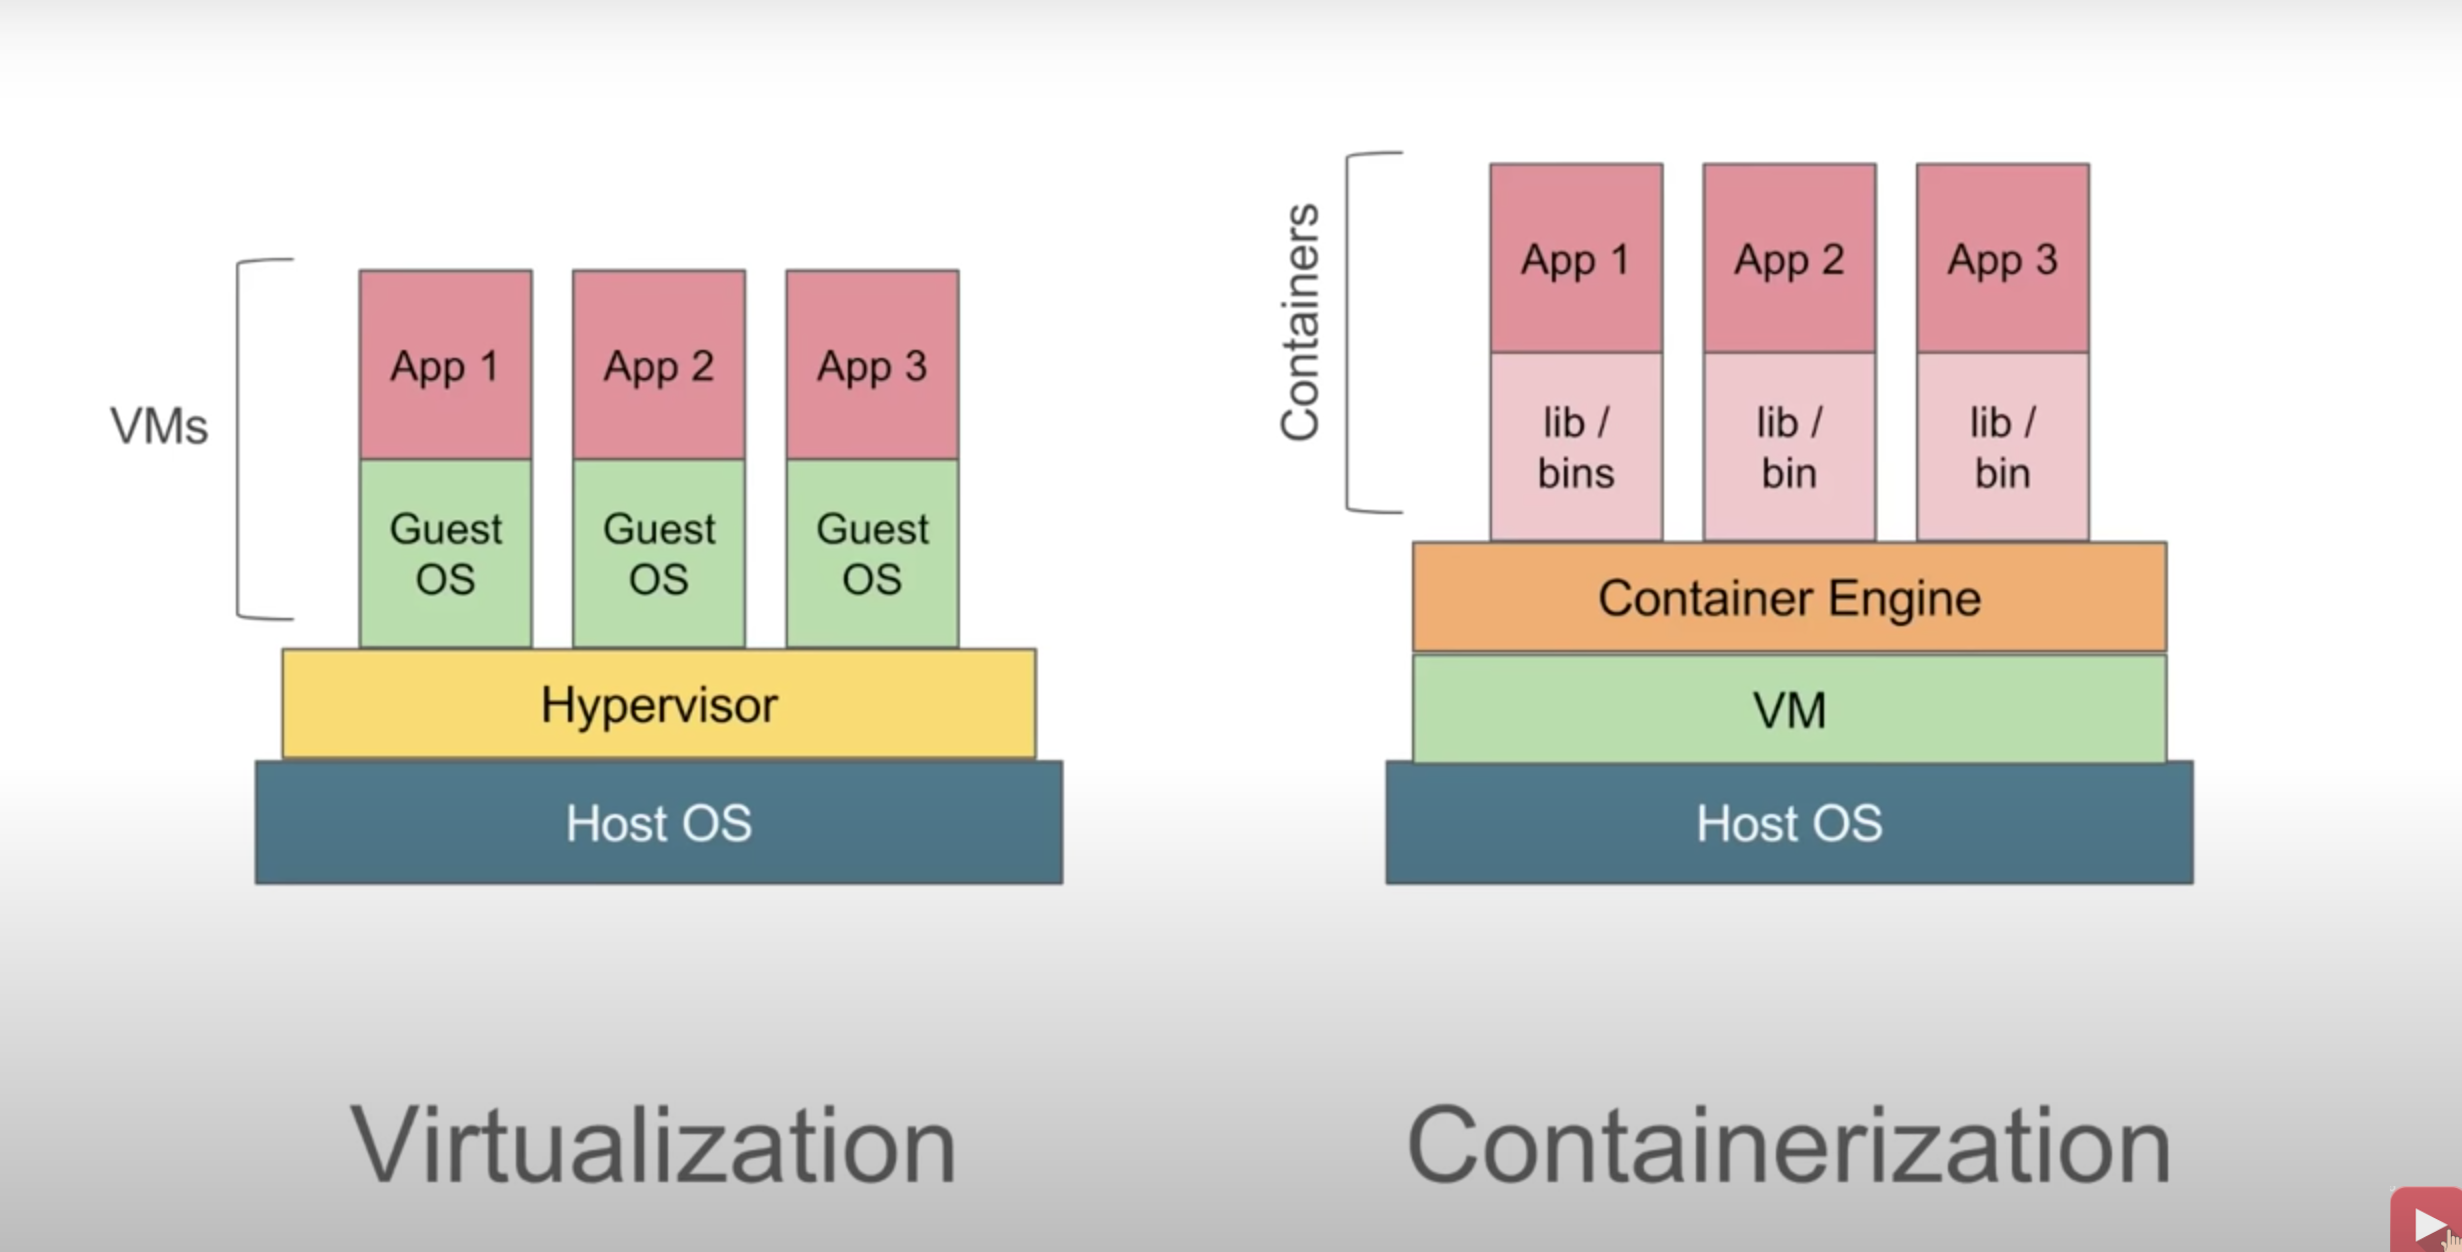 VMs
App 1
App 2
App 3
Guest
OS
Guest
OS
Guest
OS
Hypervisor
Host OS
Virtualization
Containers
App 1
App 2
App 3
lib /
bins
lib /
bin
lib /
bin
Container Engine
VM
Host OS
Containerization